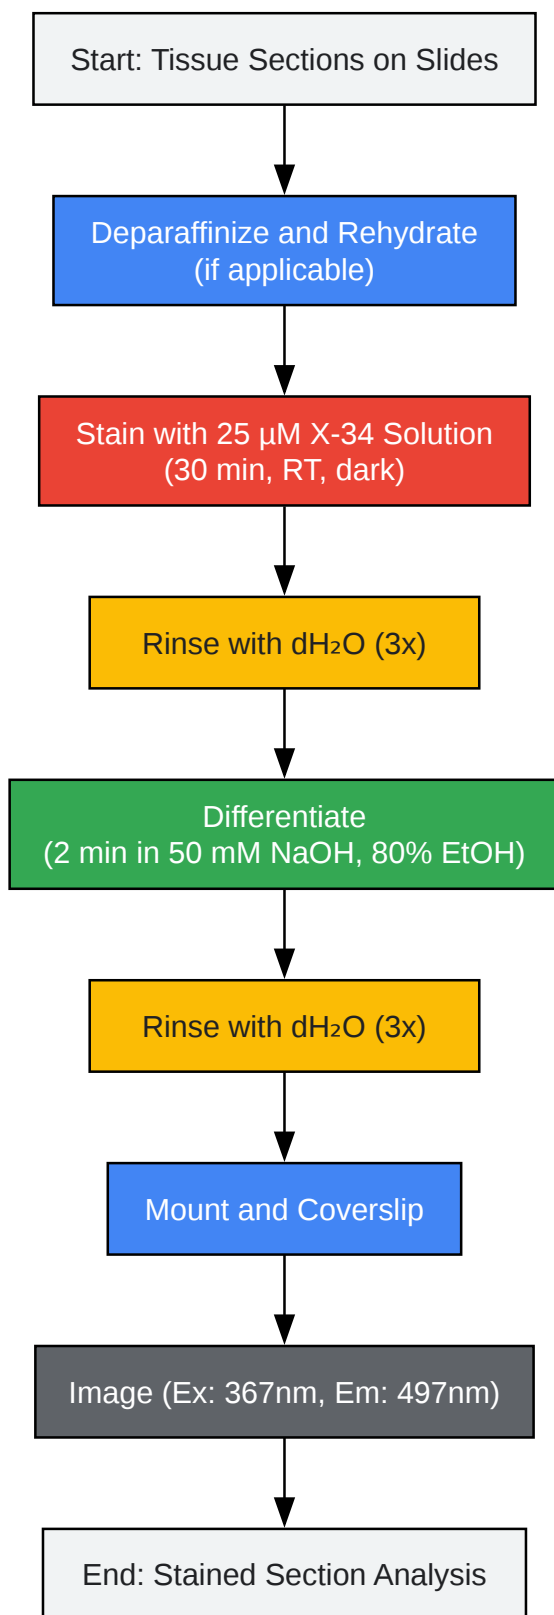 Start: Tissue Sections on Slides
Deparaffinize and Rehydrate
(if applicable)
Stain with 25 µM X-34 Solution
(30 min, RT, dark)
Rinse with dH₂O (3x)
Differentiate
(2 min in 50 mM NaOH, 80% EtOH)
Rinse with dH₂O (3x)
Mount and Coverslip
Image (Ex: 367nm, Em: 497nm)
End: Stained Section Analysis